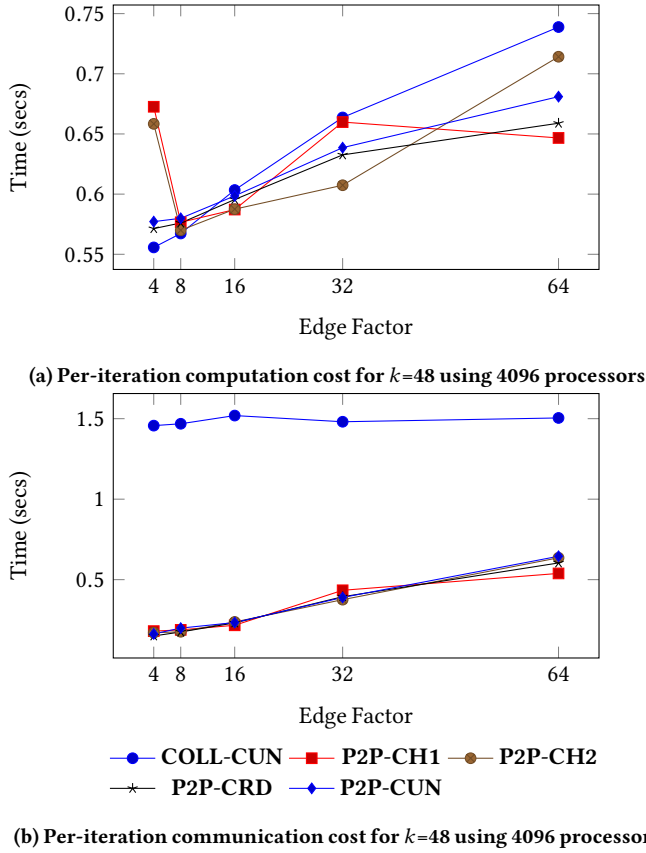 0.75
0.7
0.65
0.6
0.55
Time (secs)
4 8 16 32 64
Edge Factor
(a) Per-iteration computation cost for k=48 using 4096 processors
1.5
1
0.5
Time (secs)
4 8 16 32 64
Edge Factor
COLL-CUN P2P-CH1 P2P-CH2
P2P-CRD P2P-CUN
(b) Per-iteration communication cost for k=48 using 4096 processor